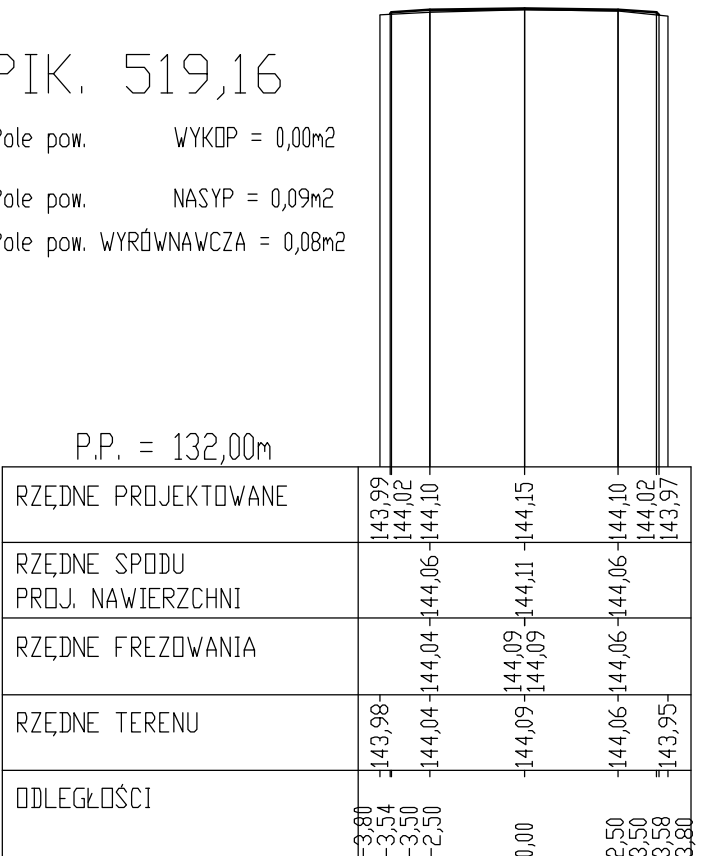 PIK. 519,16
Pole pow. WYKOP = 0,00m2
Pole pow. NASYP = 0,09m2
Pole pow. WYRÓWNAWCZA = 0,08m2
P.P. = 132,00m
RZĘDNE PROJEKTOWANE 143,99 144,02 144,10 144,15 144,10 144,02 143,97
RZĘDNE SPODU
PROJ. NAWIERZCHNI 144,06 144,11 144,06
RZĘDNE FREZOWANIA 144,04 144,09 144,09 144,06
RZĘDNE TERENU 143,98 144,04 144,09 144,06 143,95
ODLEGŁOŚCI -3,80 -3,54 -3,50 -2,50 0,00 2,50 3,50 3,58 3,80